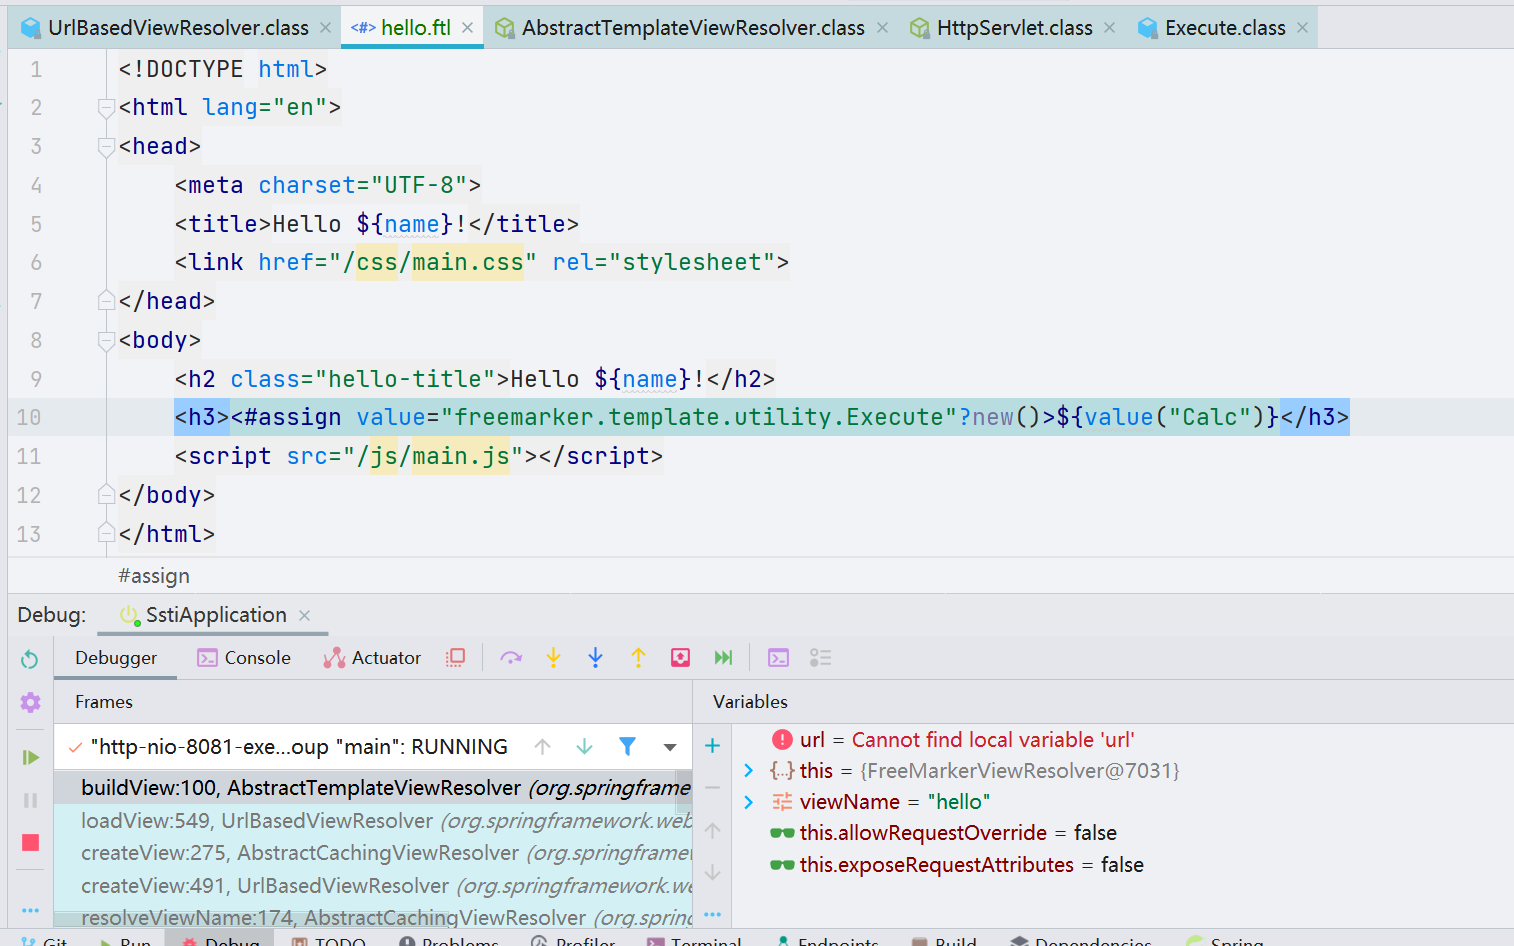 UrlBasedViewResolver.class × <#> hello.ftl × AbstractTemplateViewResolver.class × HttpServlet.class × Execute.class ×
1 <!DOCTYPE html>
2 <html lang="en">
3 <head>
4 <meta charset="UTF-8">
5 <title>Hello ${name}!</title>
6 <link href="/css/main.css" rel="stylesheet">
7 </head>
8 <body>
9 <h2 class="hello-title">Hello ${name}!</h2>
10 <h3><#assign value="freemarker.template.utility.Execute"?new()>${value("Calc")}</h3>
11 <script src="/js/main.js"></script>
12 </body>
13 </html>
#assign
Debug: SstiApplication ×
Debugger Console Actuator
Frames Variables
"http-nio-8081-exe...oup "main": RUNNING
buildView:100, AbstractTemplateViewResolver (org.springframe
loadView:549, UrlBasedViewResolver (org.springframework.web
createView:275, AbstractCachingViewResolver (org.springframe
createView:491, UrlBasedViewResolver (org.springframework.we
resolveViewName:174, AbstractCachingViewResolver (org.spring
url = Cannot find local variable 'url'
{...} this = {FreeMarkerViewResolver@7031}
viewName = "hello"
this.allowRequestOverride = false
this.exposeRequestAttributes = false
Git Run Debug TODO Problems Profiler Terminal Endpoints Build Dependencies Spring